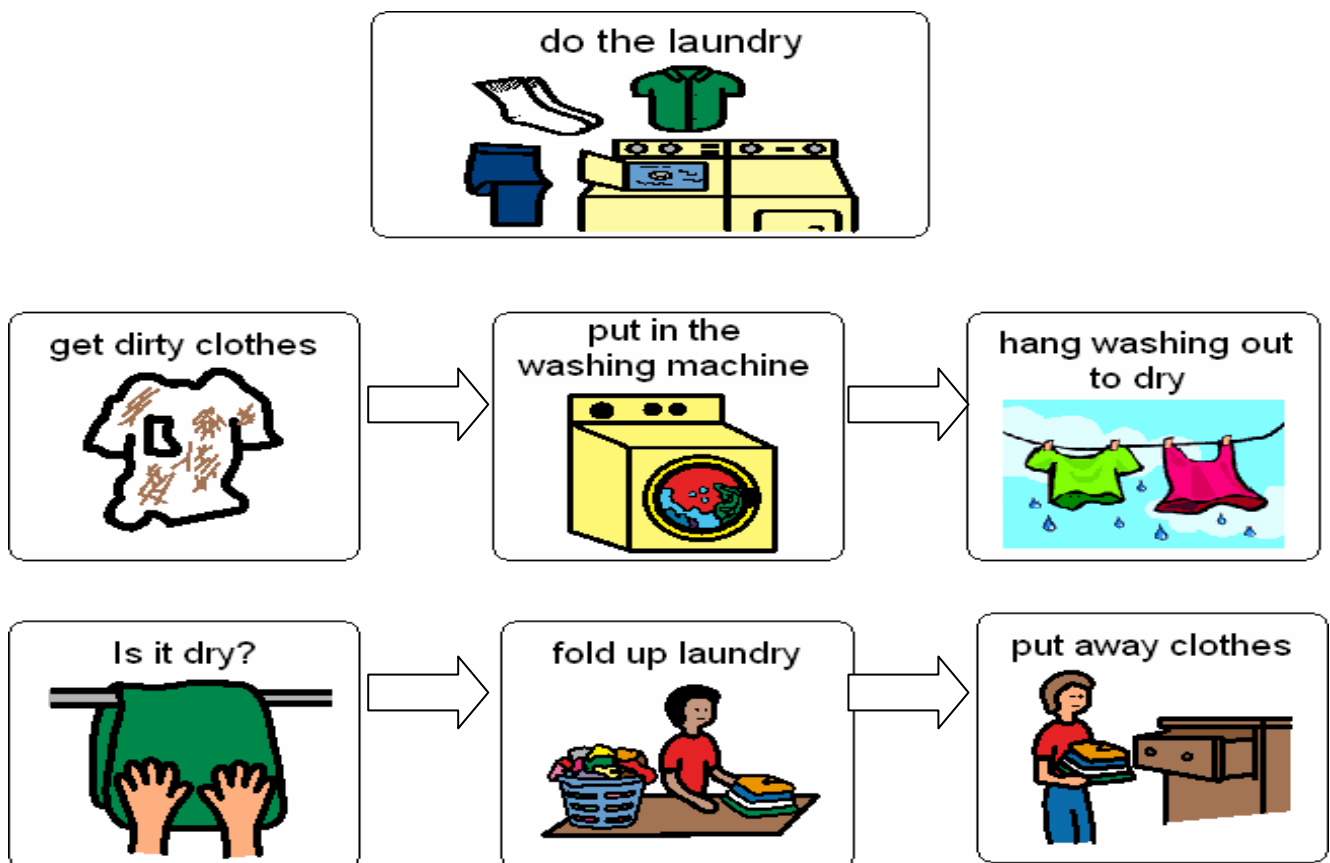 do the laundry
get dirty clothes
put in the
washing machine
hang washing out
to dry
Is it dry?
fold up laundry
put away clothes